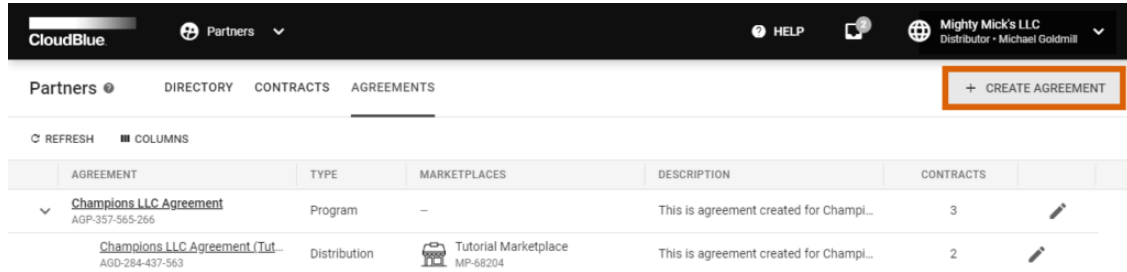 CloudBlue.
Partners
HELP
2
Mighty Mick's LLC
Distributor • Michael Goldmill
Partners
DIRECTORY CONTRACTS AGREEMENTS
+ CREATE AGREEMENT
REFRESH COLUMNS
AGREEMENT TYPE MARKETPLACES DESCRIPTION CONTRACTS
Champions LLC Agreement
AGP-357-565-266
Program
–
This is agreement created for Champi...
3
Champions LLC Agreement (Tut...
AGD-284-437-563
Distribution
Tutorial Marketplace
MP-68204
This is agreement created for Champi...
2